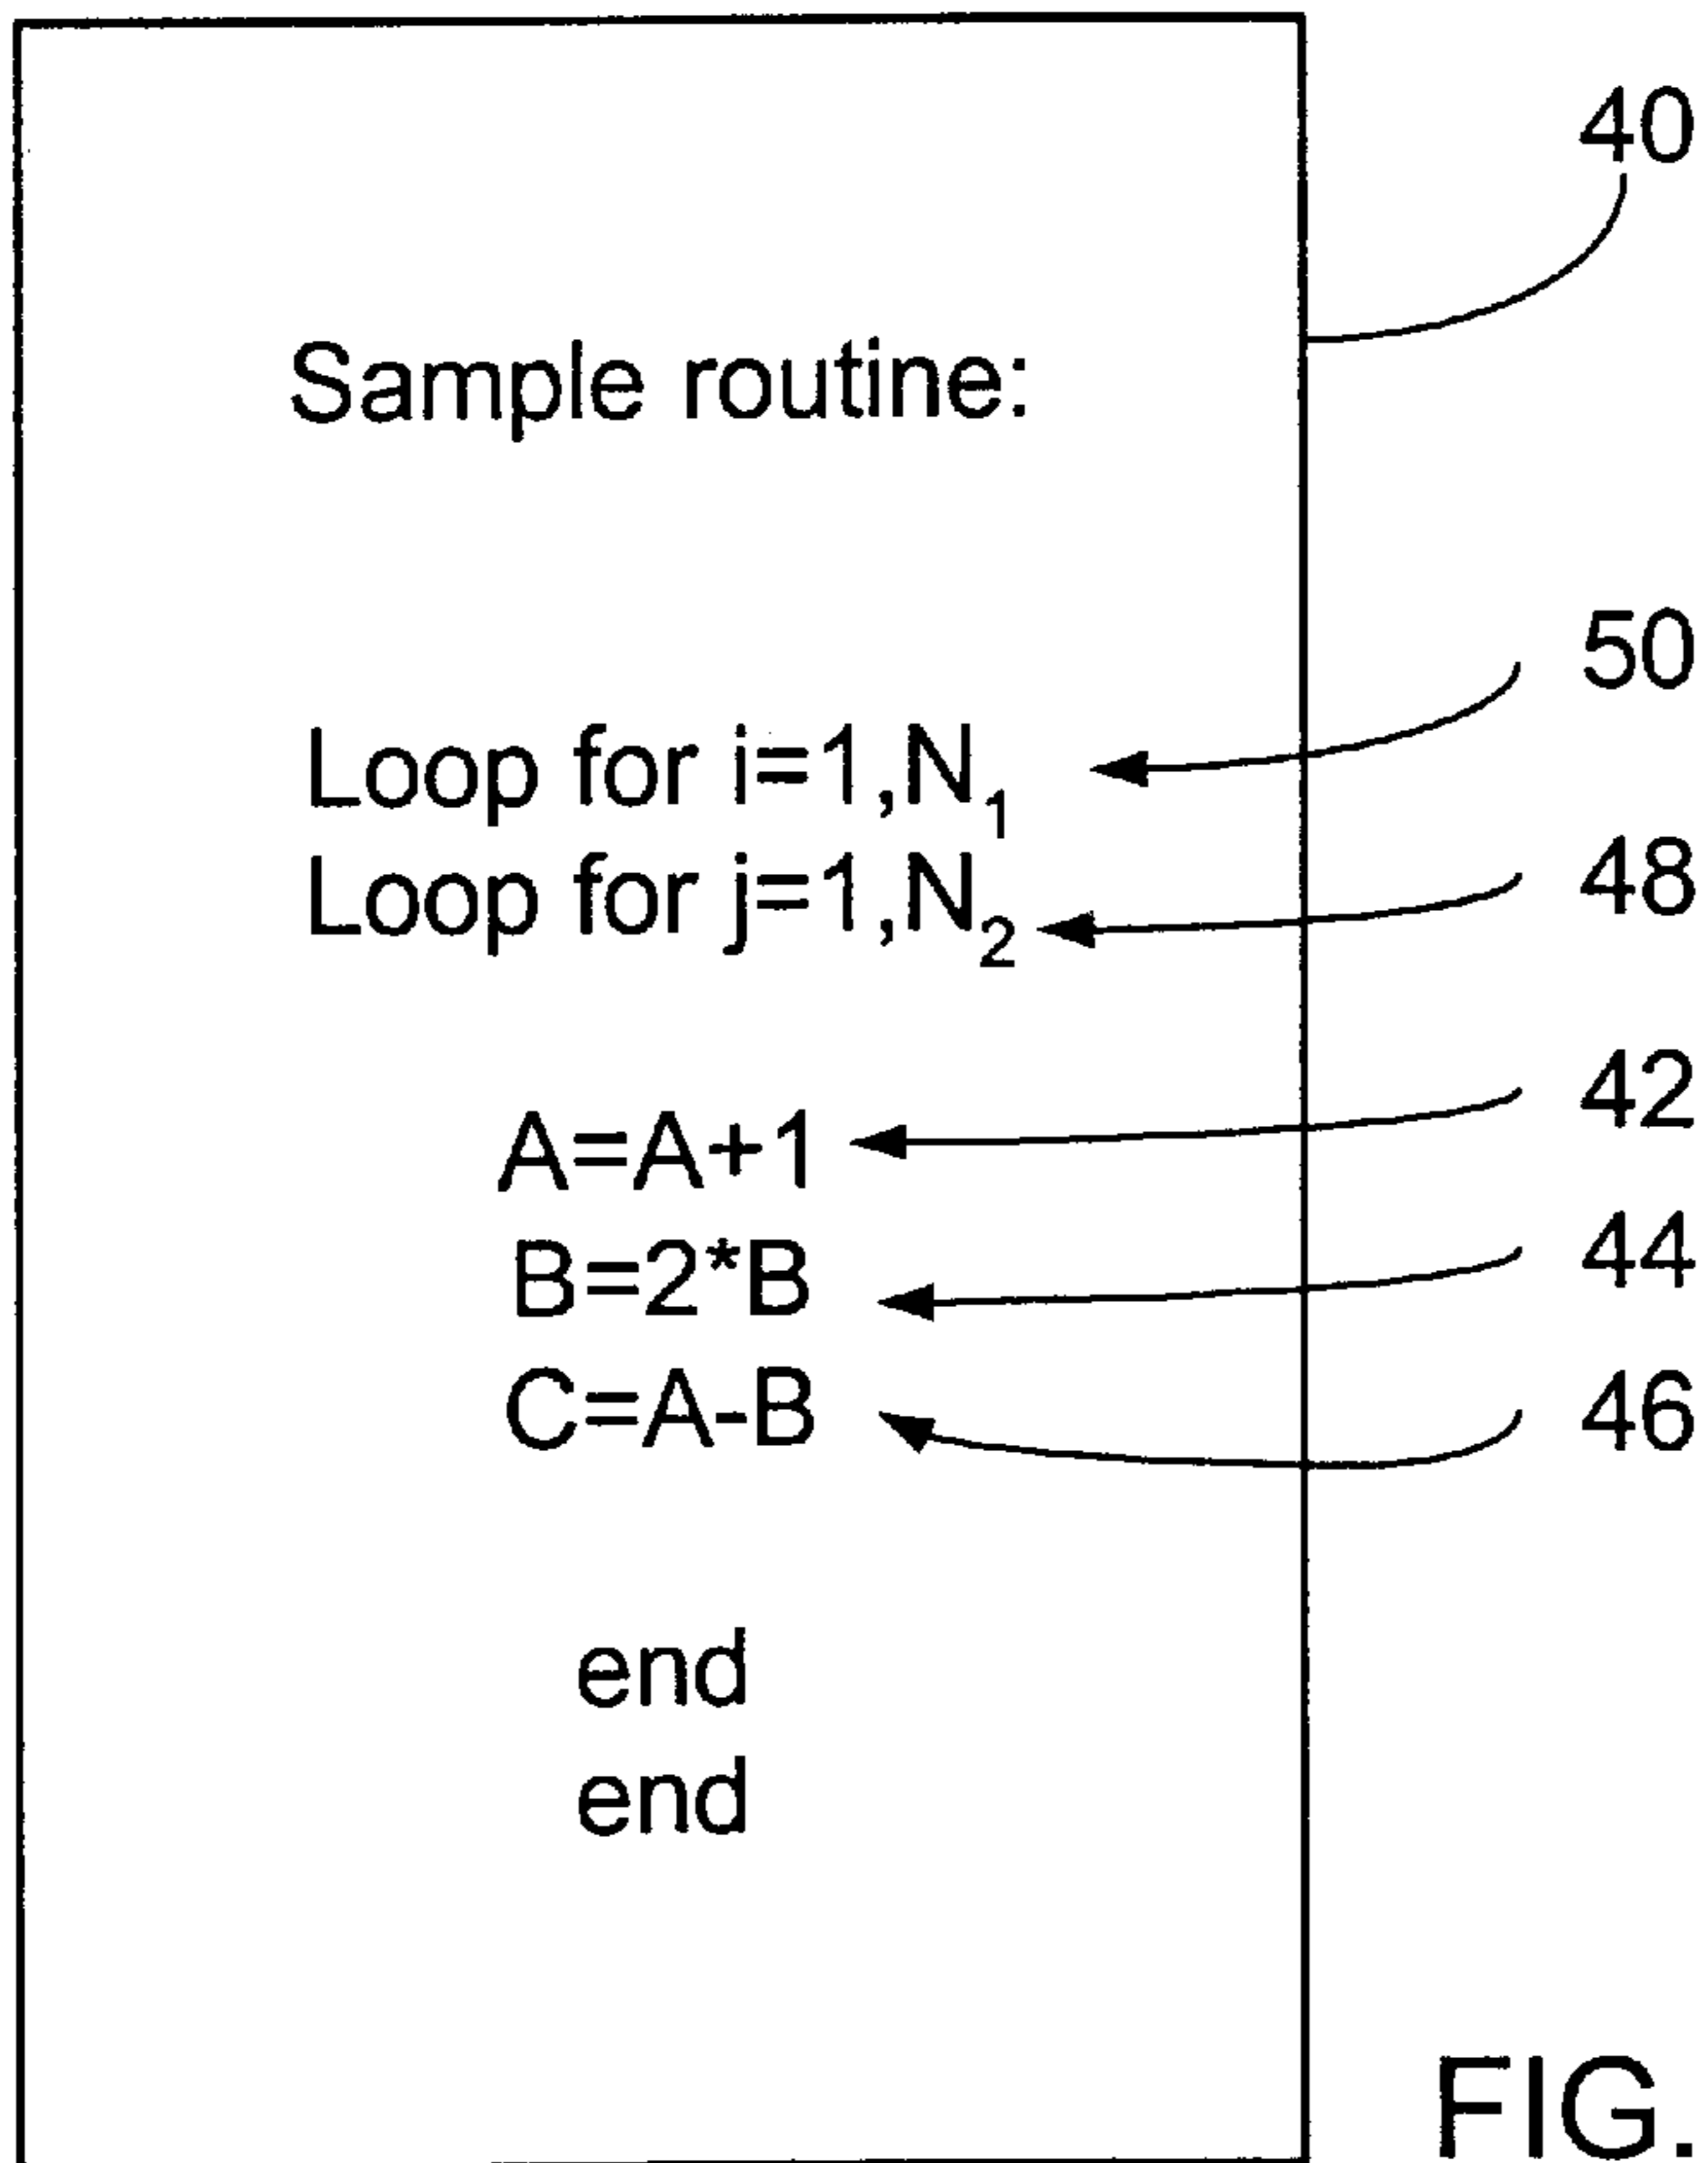 40
Sample routine:
50
Loop for i=1,N₁
48
Loop for j=1,N₂
42
A=A+1
44
B=2*B
46
C=A-B
end
end
FIG.